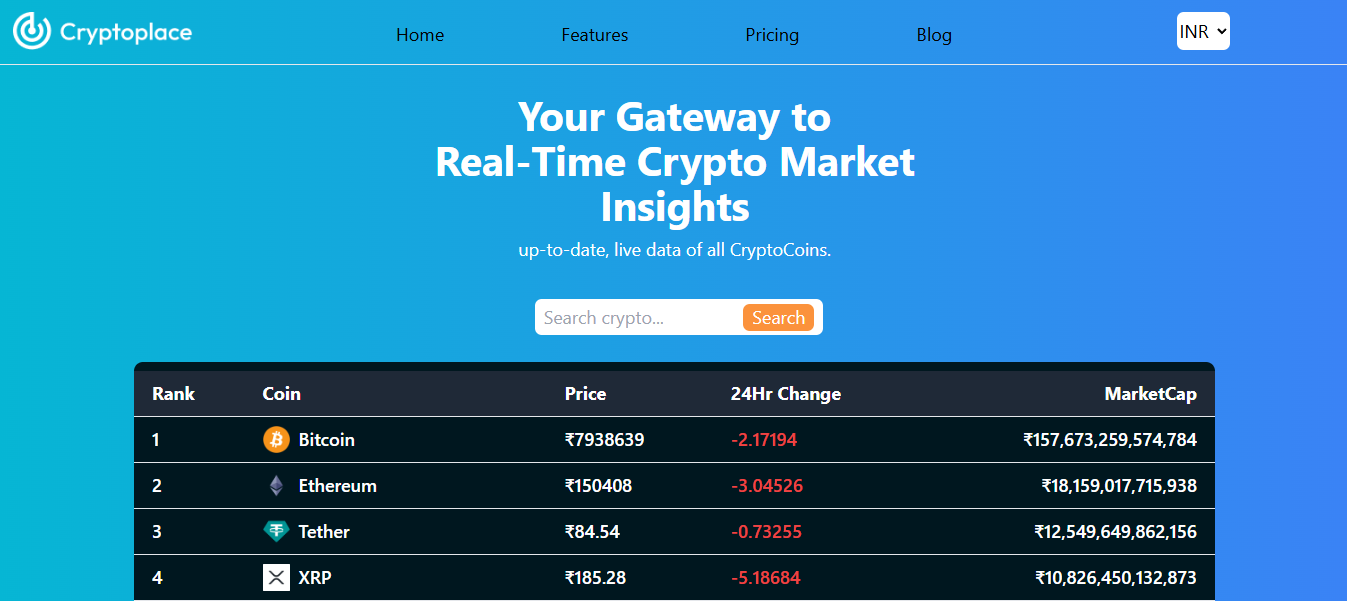 Cryptoplace
Home Features Pricing Blog INR
Your Gateway to
Real-Time Crypto Market
Insights
up-to-date, live data of all CryptoCoins.
Search crypto... Search
Rank Coin Price 24Hr Change MarketCap
1 Bitcoin ₹7938639 -2.17194 ₹157,673,259,574,784
2 Ethereum ₹150408 -3.04526 ₹18,159,017,715,938
3 Tether ₹84.54 -0.73255 ₹12,549,649,862,156
4 XRP ₹185.28 -5.18684 ₹10,826,450,132,873